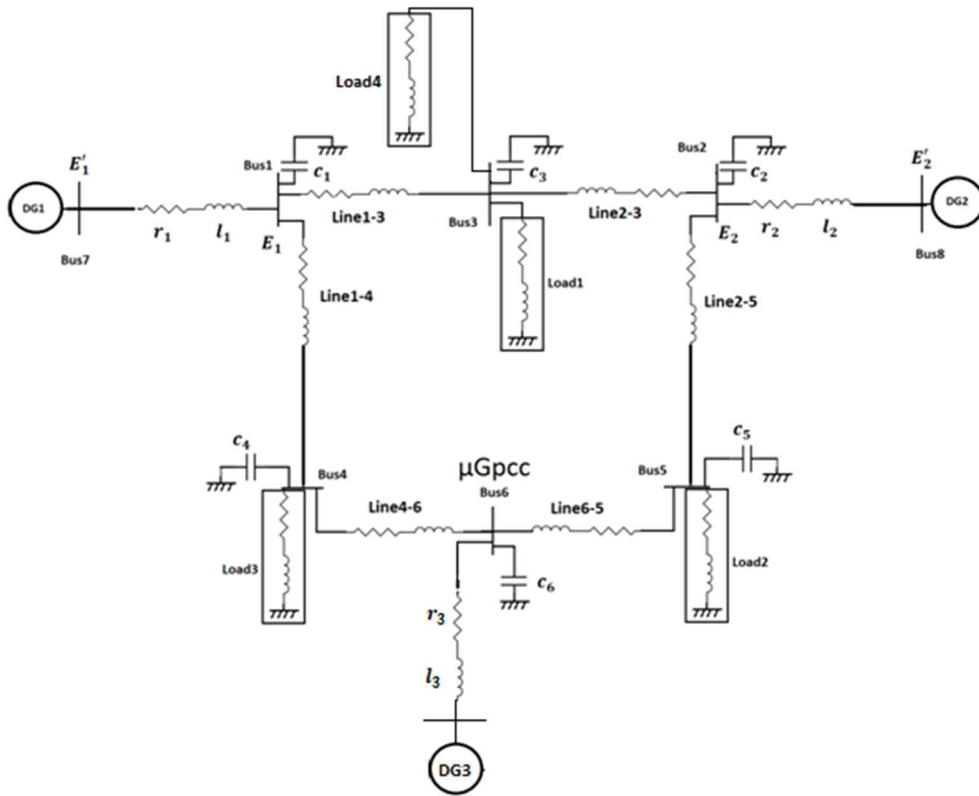 Load4
E′₁
Bus1
c₁
c₃
Bus2
c₂
E′₂
DG1
DG2
Line1-3
Line2-3
r₁
l₁
E₁
Bus3
E₂
r₂
l₂
Bus7
Bus8
Load1
Line1-4
Line2-5
c₄
c₅
Bus4
μGpcc
Bus5
Bus6
Line4-6
Line6-5
Load3
Load2
c₆
r₃
l₃
DG3